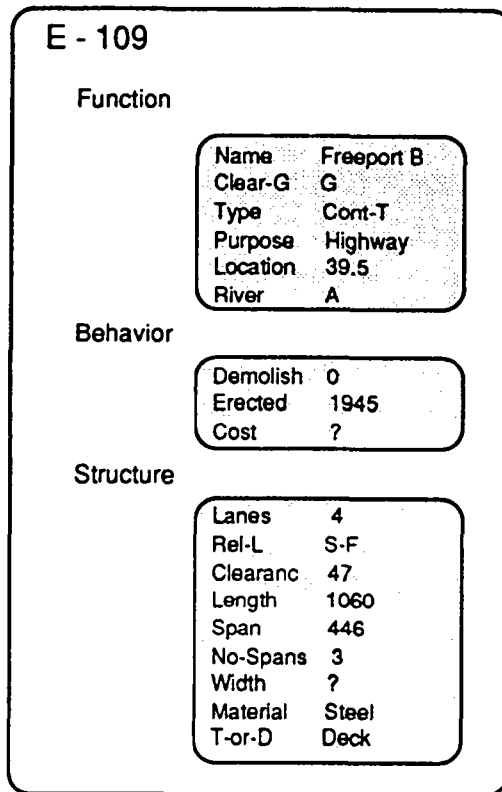 E - 109
Function
Name Freeport B
Clear-G G
Type Cont-T
Purpose Highway
Location 39.5
River A
Behavior
Demolish 0
Erected 1945
Cost ?
Structure
Lanes 4
Rel-L S-F
Clearanc 47
Length 1060
Span 446
No-Spans 3
Width ?
Material Steel
T-or-D Deck